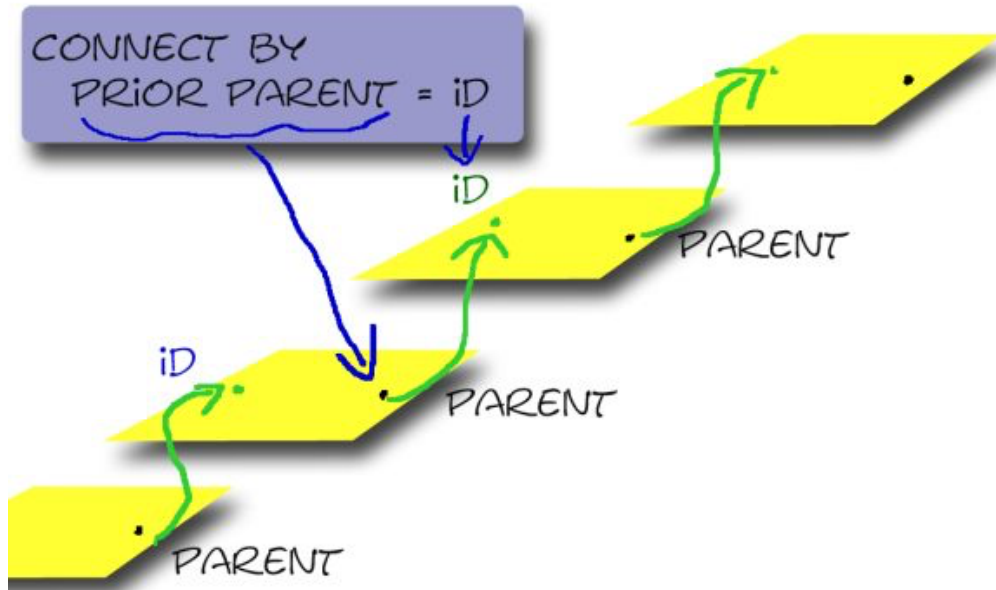 CONNECT BY
PRiOR PARENT = iD
iD
PARENT
iD
PARENT
PARENT